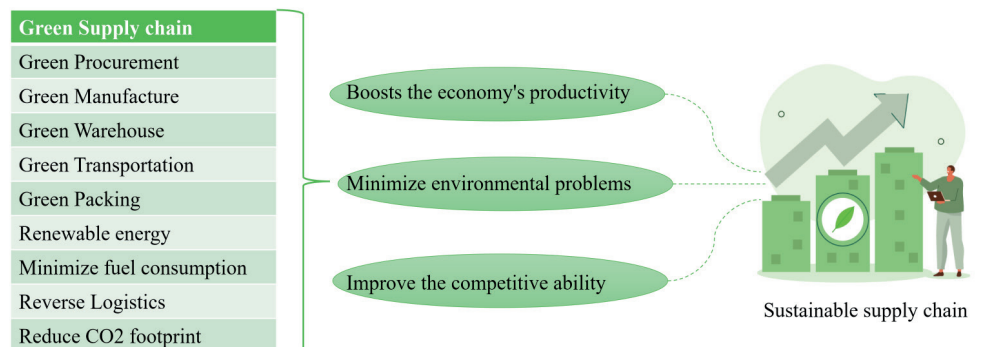 Green Supply chain
Green Procurement
Green Manufacture
Green Warehouse
Green Transportation
Green Packing
Renewable energy
Minimize fuel consumption
Reverse Logistics
Reduce CO2 footprint
Boosts the economy's productivity
Minimize environmental problems
Improve the competitive ability
Sustainable supply chain